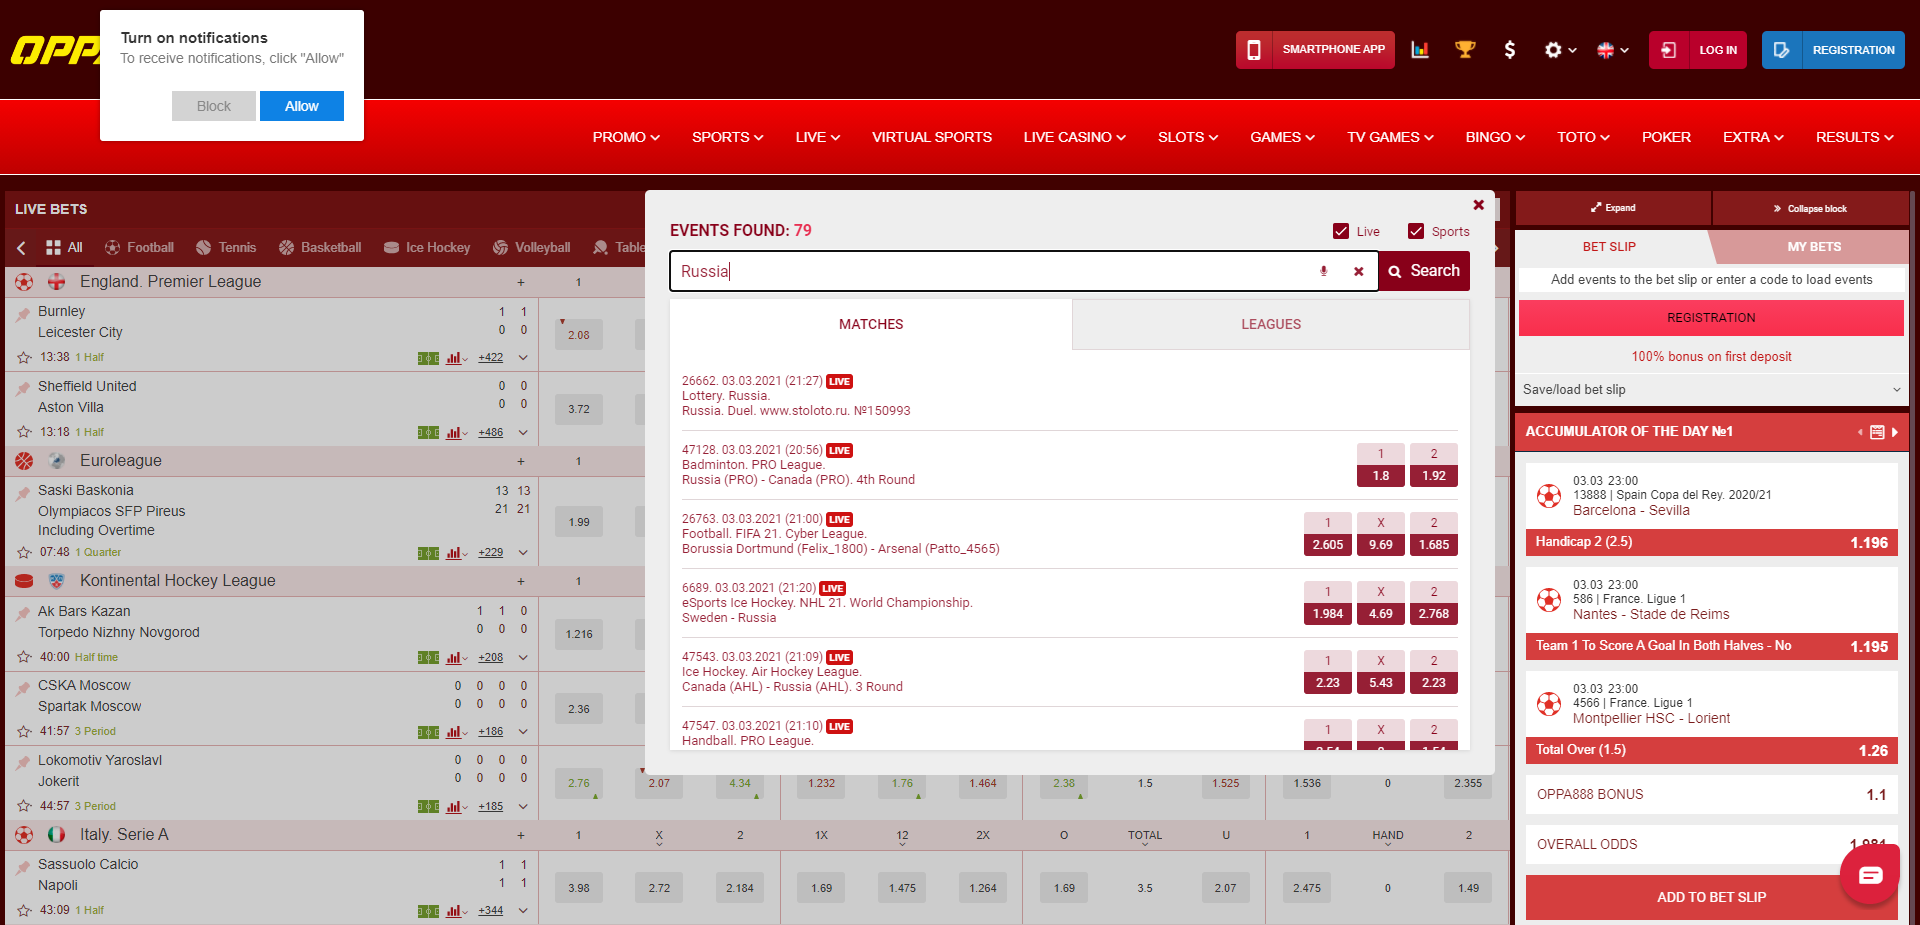 Turn on notifications
To receive notifications, click "Allow"
Block Allow
SMARTPHONE APP
LOG IN
REGISTRATION
PROMO SPORTS LIVE VIRTUAL SPORTS LIVE CASINO SLOTS GAMES TV GAMES BINGO TOTO POKER EXTRA RESULTS
LIVE BETS
All Football Tennis Basketball Ice Hockey Volleyball Table
England. Premier League + 1
Burnley 1 1
Leicester City 0 0
2.08
13:38 1 Half +422
Sheffield United 0 0
Aston Villa 0 0
3.72
13:18 1 Half +486
Euroleague + 1
Saski Baskonia 13 13
Olympiacos SFP Pireus 21 21
Including Overtime
1.99
07:48 1 Quarter +229
Kontinental Hockey League + 1
Ak Bars Kazan 1 1 0
Torpedo Nizhny Novgorod 0 0 0
1.216
40:00 Half time +208
CSKA Moscow 0 0 0 0
Spartak Moscow 0 0 0 0
2.36
41:57 3 Period +186
Lokomotiv Yaroslavl 0 0 0 0
Jokerit 0 0 0 0
2.76 2.07 4.34 1.232 1.76 1.464 2.38 1.5 1.525 1.536 0 2.355
44:57 3 Period +185
Italy. Serie A + 1 X 2 1X 12 2X O TOTAL U 1 HAND 2
Sassuolo Calcio 1 1
Napoli 1 1
3.98 2.72 2.184 1.69 1.475 1.264 1.69 3.5 2.07 2.475 0 1.49
43:09 1 Half +344
EVENTS FOUND: 79
Live Sports
Russia
Search
MATCHES LEAGUES
26662. 03.03.2021 (21:27) LIVE
Lottery. Russia.
Russia. Duel. www.stoloto.ru. №150993
47128. 03.03.2021 (20:56) LIVE
Badminton. PRO League.
Russia (PRO) - Canada (PRO). 4th Round
1 2
1.8 1.92
26763. 03.03.2021 (21:00) LIVE
Football. FIFA 21. Cyber League.
Borussia Dortmund (Felix_1800) - Arsenal (Patto_4565)
1 X 2
2.605 9.69 1.685
6689. 03.03.2021 (21:20) LIVE
eSports Ice Hockey. NHL 21. World Championship.
Sweden - Russia
1 X 2
1.984 4.69 2.768
47543. 03.03.2021 (21:09) LIVE
Ice Hockey. Air Hockey League.
Canada (AHL) - Russia (AHL). 3 Round
1 X 2
2.23 5.43 2.23
47547. 03.03.2021 (21:10) LIVE
Handball. PRO League.
1 X 2
Expand Collapse block
BET SLIP MY BETS
Add events to the bet slip or enter a code to load events
REGISTRATION
100% bonus on first deposit
Save/load bet slip
ACCUMULATOR OF THE DAY №1
03.03 23:00
13888 | Spain Copa del Rey. 2020/21
Barcelona - Sevilla
Handicap 2 (2.5) 1.196
03.03 23:00
586 | France. Ligue 1
Nantes - Stade de Reims
Team 1 To Score A Goal In Both Halves - No 1.195
03.03 23:00
4566 | France. Ligue 1
Montpellier HSC - Lorient
Total Over (1.5) 1.26
OPPA888 BONUS 1.1
OVERALL ODDS
ADD TO BET SLIP